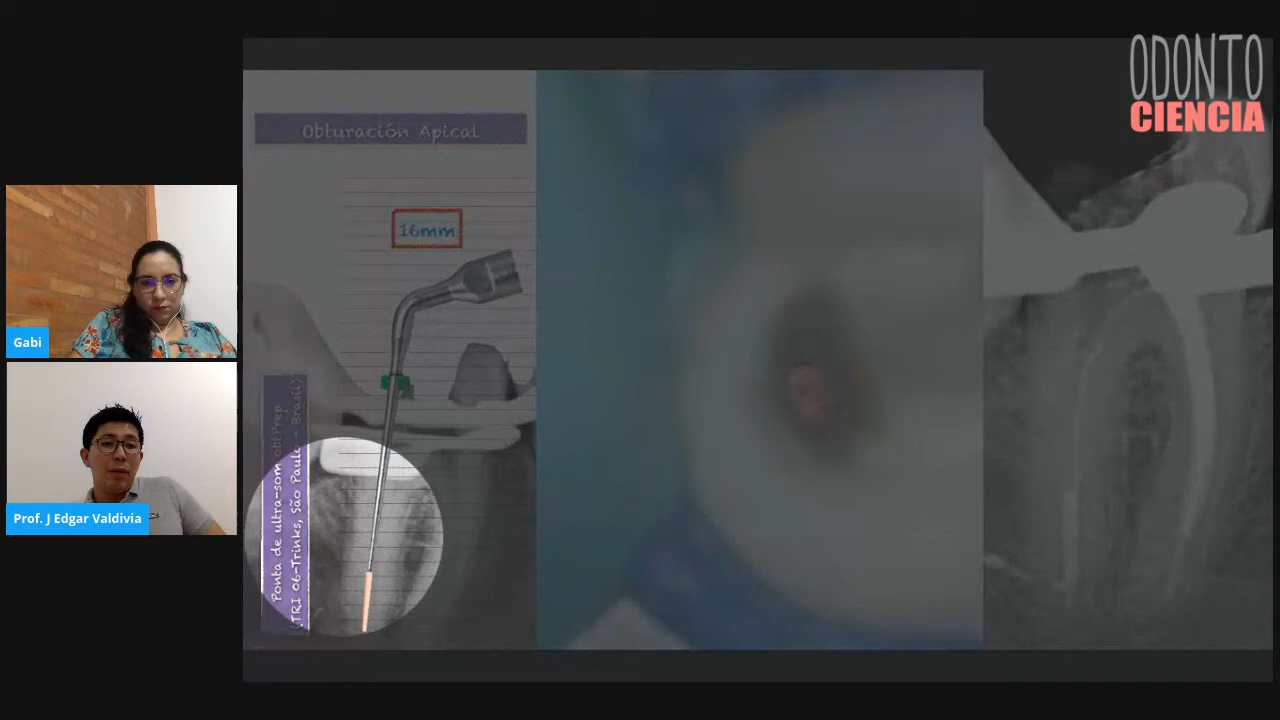 ODONTO
CIENCIA
Obturación Apical
16mm
Ponta de ultra-som obtPrep
TRI 06-Trinks, São Paulo - Brasil)
Gabi
Prof. J Edgar Valdivia